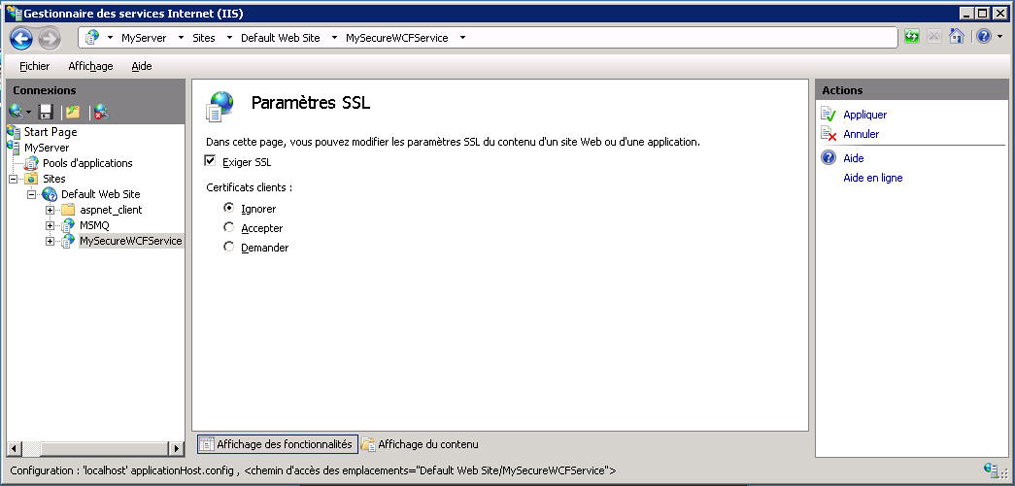 Gestionnaire des services Internet (IIS)
MyServer Sites Default Web Site MySecureWCFService
Fichier Affichage Aide
Connexions
Start Page
MyServer
Pools d'applications
Sites
Default Web Site
aspnet_client
MSMQ
MySecureWCFService
Paramètres SSL
Dans cette page, vous pouvez modifier les paramètres SSL du contenu d'un site Web ou d'une application.
Exiger SSL
Certificats clients :
Ignorer
Accepter
Demander
Affichage des fonctionnalités Affichage du contenu
Actions
Appliquer
Annuler
Aide
Aide en ligne
Configuration : 'localhost' applicationHost.config , <chemin d'accès des emplacements="Default Web Site/MySecureWCFService">